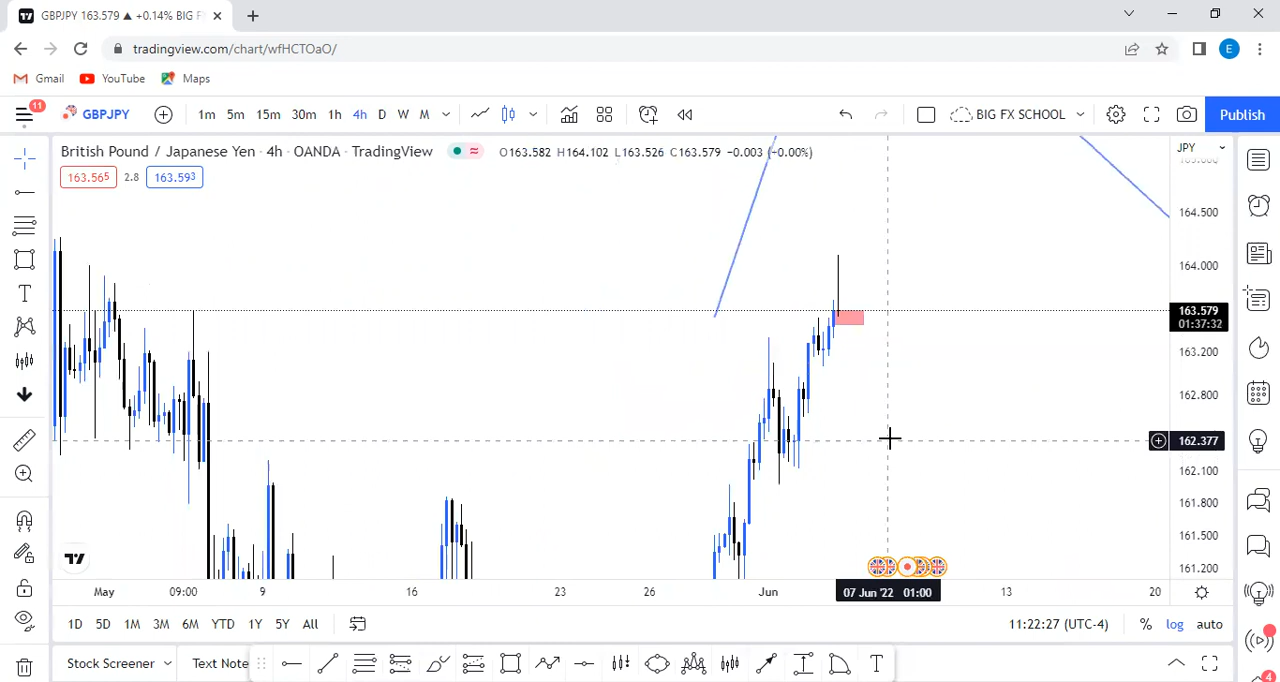 GBPJPY 163.579 ▲ +0.14% BIG F
tradingview.com/chart/wfHCTOaO/
E
Gmail YouTube Maps
11
GBPJPY 1m 5m 15m 30m 1h 4h D W M BIG FX SCHOOL Publish
British Pound / Japanese Yen · 4h · OANDA · TradingView O163.582 H164.102 L163.526 C163.579 −0.003 (−0.00%) JPY
163.565 2.8 163.593
164.500
164.000
163.579
01:37:32
163.200
162.800
162.377
162.100
161.800
161.500
161.200
May 09:00 9 16 23 26 Jun 07 Jun '22 01:00 13 20
1D 5D 1M 3M 6M YTD 1Y 5Y All 11:22:27 (UTC-4) % log auto
Stock Screener Text Note
4